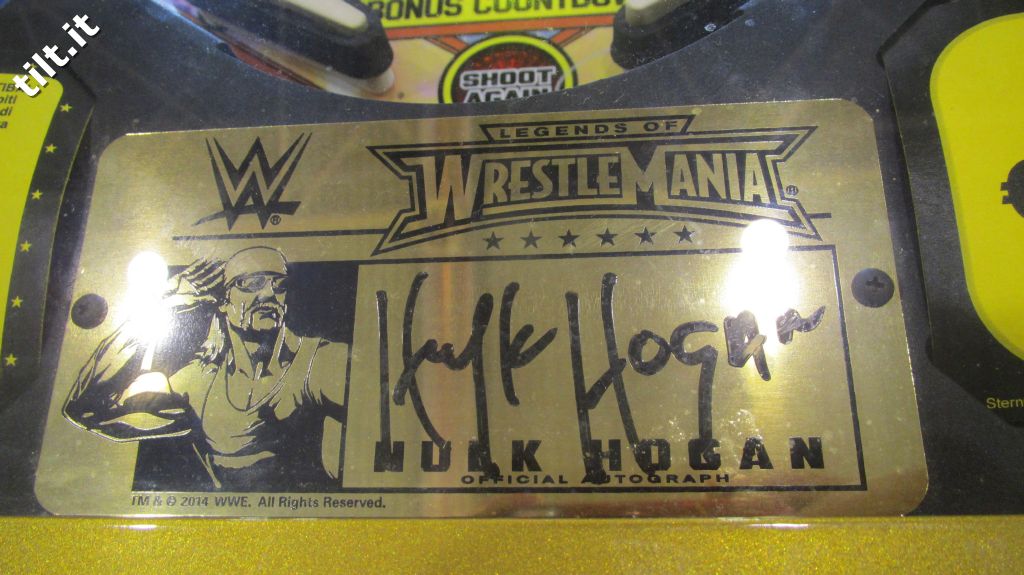 tilt.it
BONUS COUNTDOWN
SHOOT
AGAIN
LEGENDS OF
W
WRESTLEMANIA
®
®
Hulk Hogan
HULK HOGAN
OFFICIAL AUTOGRAPH
TM & © 2014 WWE. All Rights Reserved.
Stern